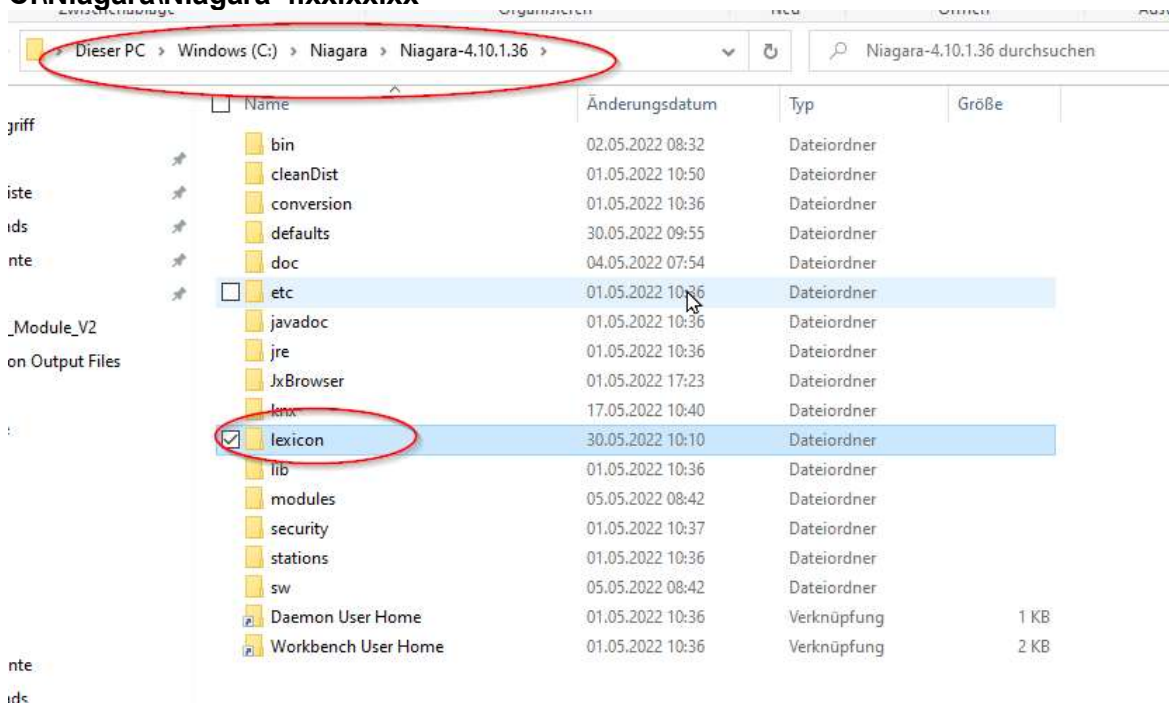 Dieser PC > Windows (C:) > Niagara > Niagara-4.10.1.36 >
Niagara-4.10.1.36 durchsuchen
Name Änderungsdatum Typ Größe
griff
bin 02.05.2022 08:32 Dateiordner
cleanDist 01.05.2022 10:50 Dateiordner
iste
conversion 01.05.2022 10:36 Dateiordner
ads
defaults 30.05.2022 09:55 Dateiordner
nte
doc 04.05.2022 07:54 Dateiordner
etc 01.05.2022 10:36 Dateiordner
_Module_V2
javadoc 01.05.2022 10:36 Dateiordner
jre 01.05.2022 10:36 Dateiordner
on Output Files
JxBrowser 01.05.2022 17:23 Dateiordner
knx 17.05.2022 10:40 Dateiordner
lexicon 30.05.2022 10:10 Dateiordner
lib 01.05.2022 10:36 Dateiordner
modules 05.05.2022 08:42 Dateiordner
security 01.05.2022 10:37 Dateiordner
stations 01.05.2022 10:36 Dateiordner
sw 05.05.2022 08:42 Dateiordner
Daemon User Home 01.05.2022 10:36 Verknüpfung 1 KB
Workbench User Home 01.05.2022 10:36 Verknüpfung 2 KB
nte
ads